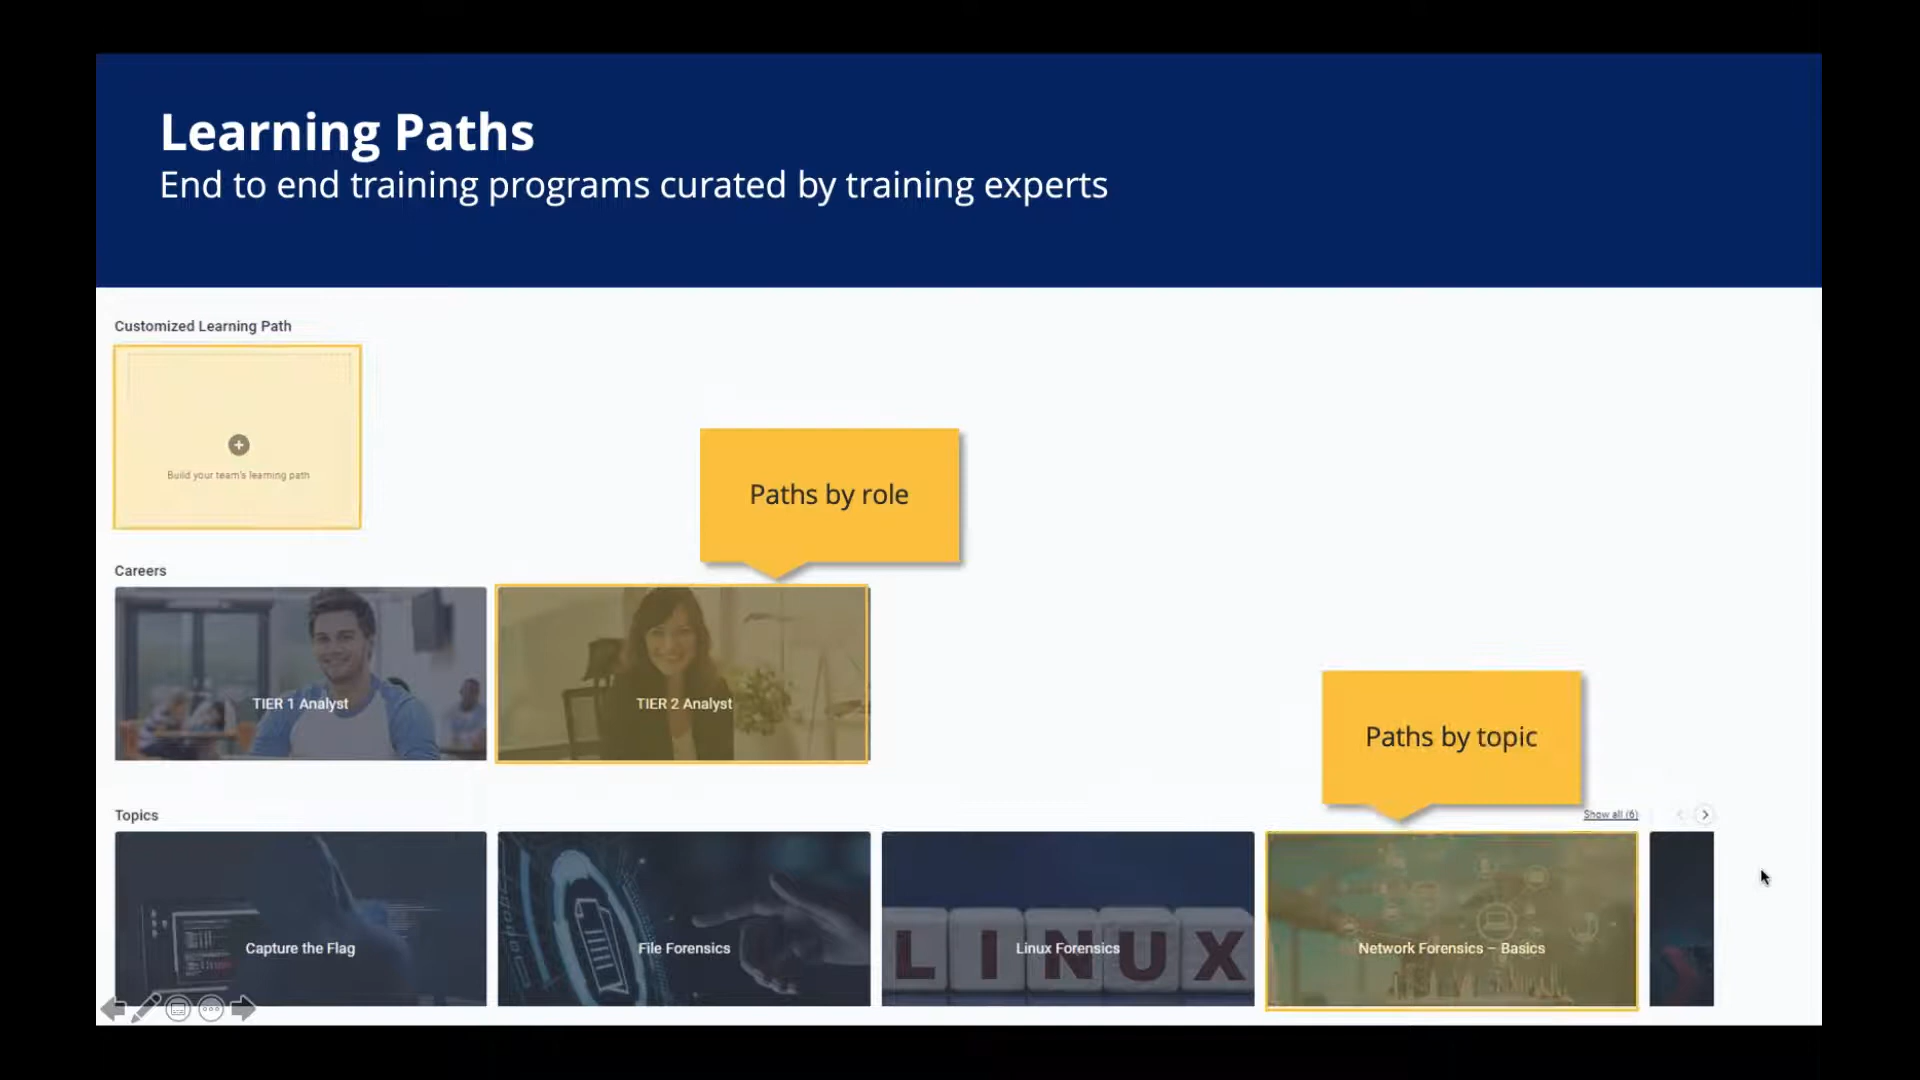 Learning Paths
End to end training programs curated by training experts
Customized Learning Path
Build your team's learning path
Paths by role
Careers
TIER 1 Analyst
TIER 2 Analyst
Paths by topic
Topics
Show all (6)
Capture the Flag
File Forensics
LINUX
Linux Forensics
Network Forensics – Basics